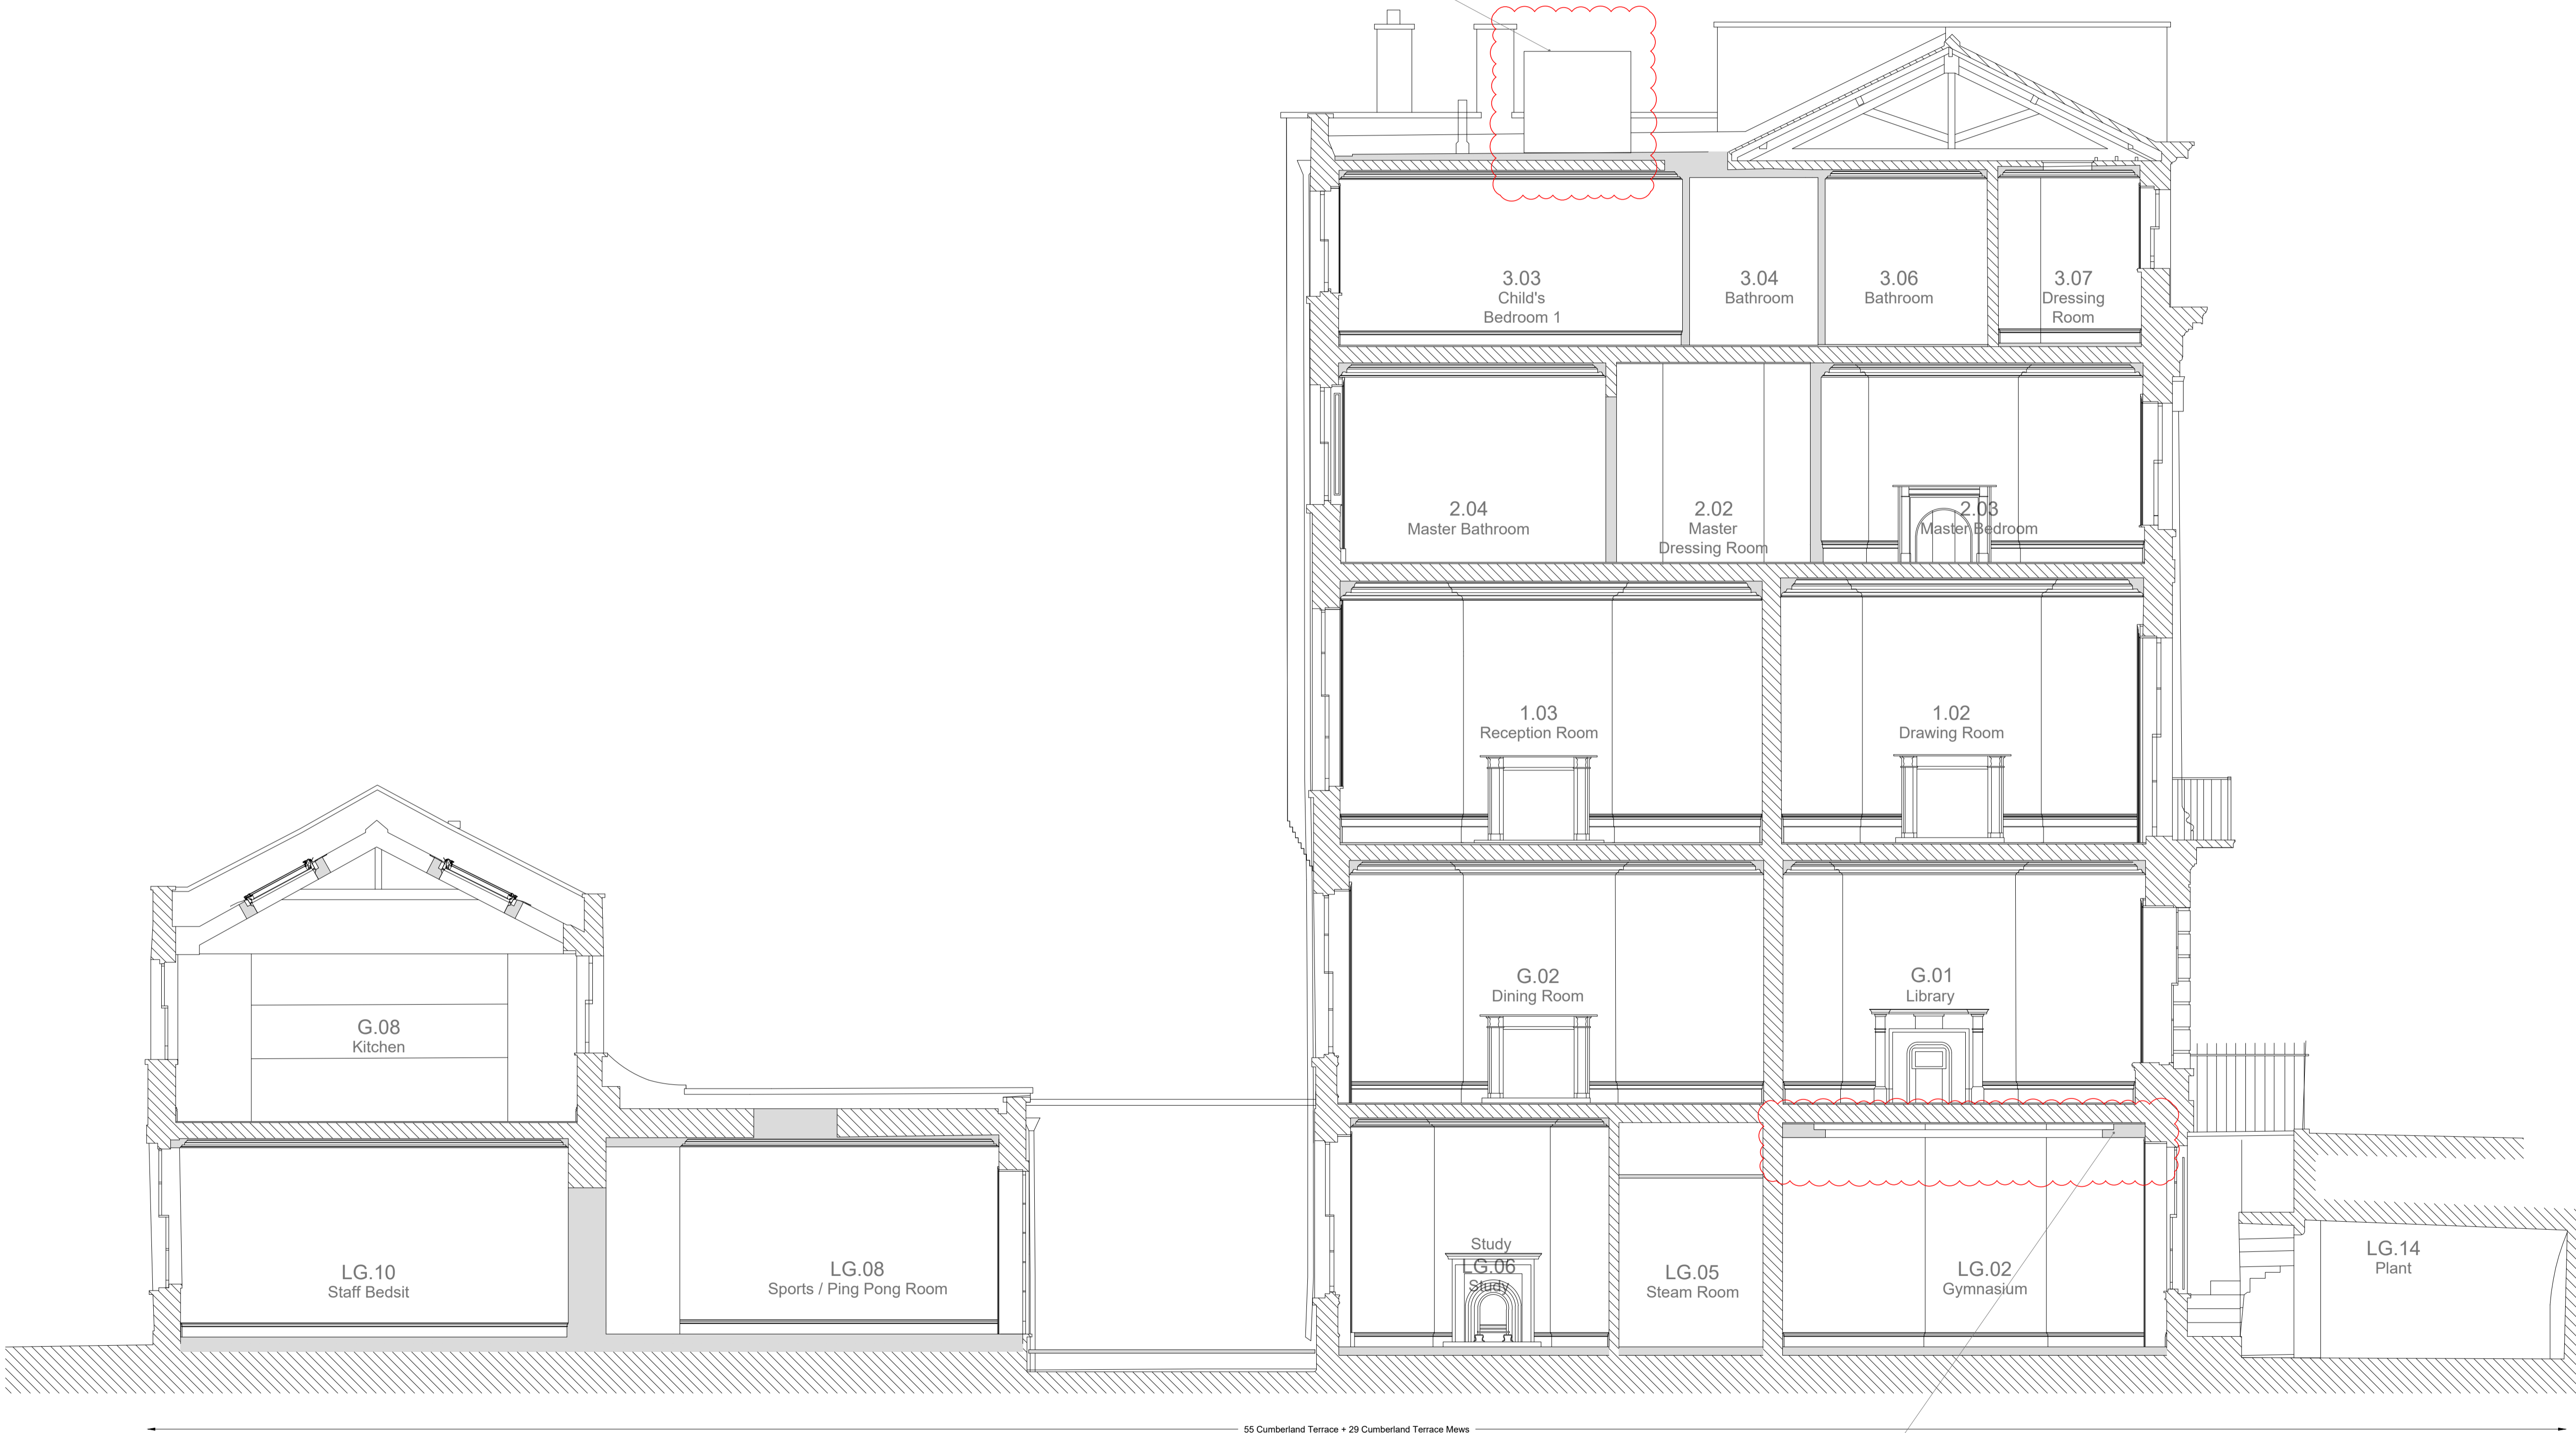 3.03
Child's
Bedroom 1
3.04
Bathroom
3.06
Bathroom
3.07
Dressing
Room
2.04
Master Bathroom
2.02
Master
Dressing Room
2.03
Master Bedroom
1.03
Reception Room
1.02
Drawing Room
G.02
Dining Room
G.01
Library
G.08
Kitchen
LG.10
Staff Bedsit
LG.08
Sports / Ping Pong Room
Study
LG.06
Study
LG.05
Steam Room
LG.02
Gymnasium
LG.14
Plant
55 Cumberland Terrace + 29 Cumberland Terrace Mews